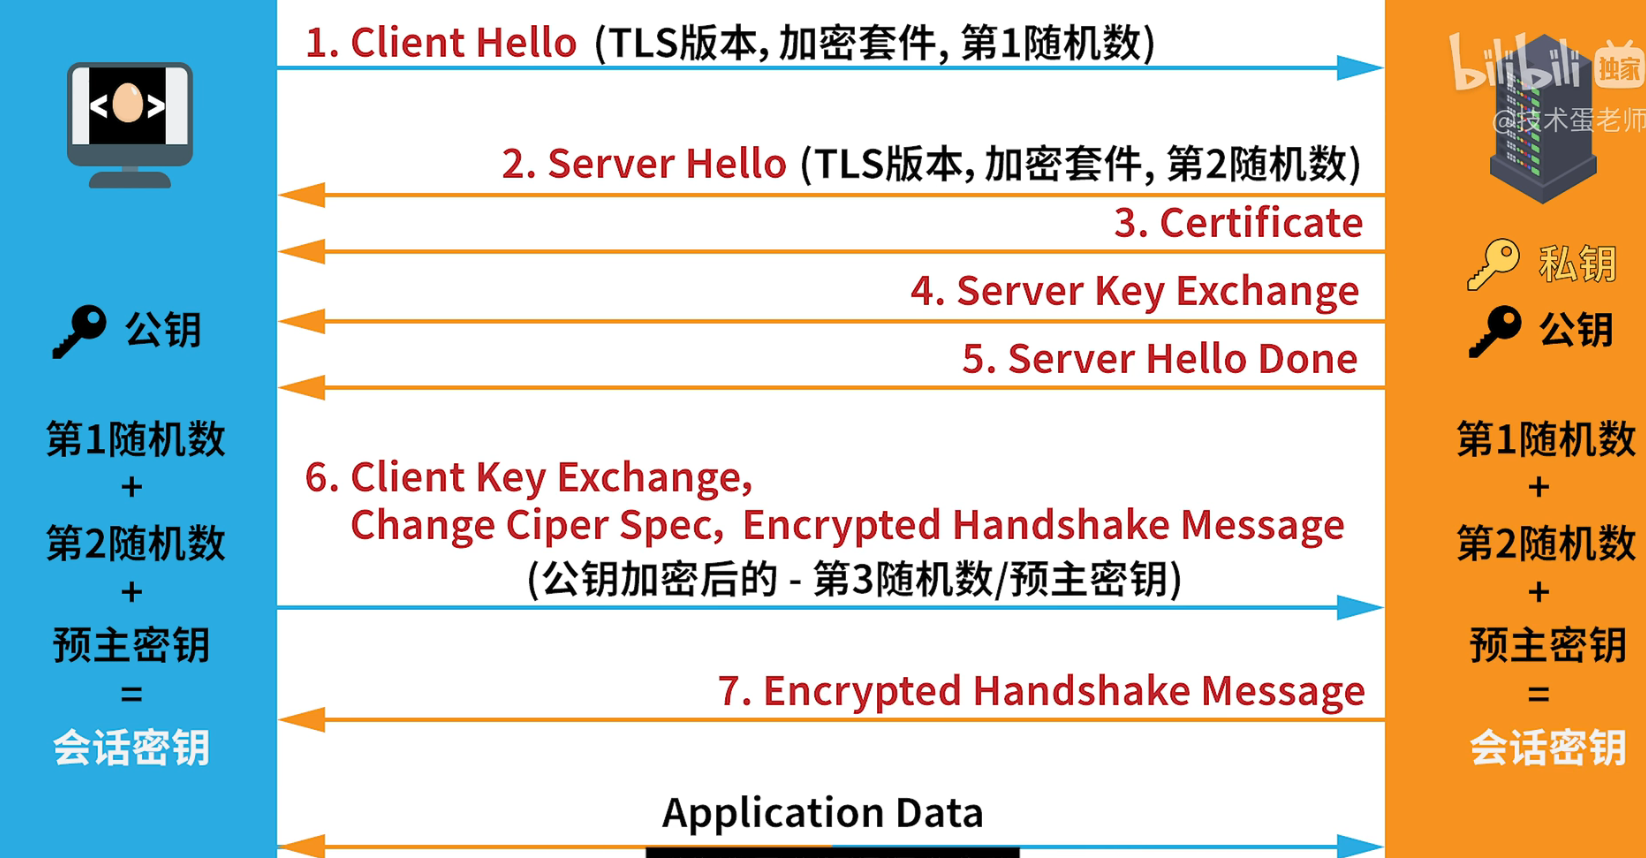 1. Client Hello (TLS版本, 加密套件, 第1随机数)
bilibili 独家
@技术蛋老师
< >
2. Server Hello (TLS版本, 加密套件, 第2随机数)
3. Certificate
私钥
4. Server Key Exchange
公钥
公钥
5. Server Hello Done
第1随机数
+
第2随机数
+
预主密钥
=
会话密钥
6. Client Key Exchange,
Change Ciper Spec, Encrypted Handshake Message
(公钥加密后的 - 第3随机数/预主密钥)
7. Encrypted Handshake Message
第1随机数
+
第2随机数
+
预主密钥
=
会话密钥
Application Data